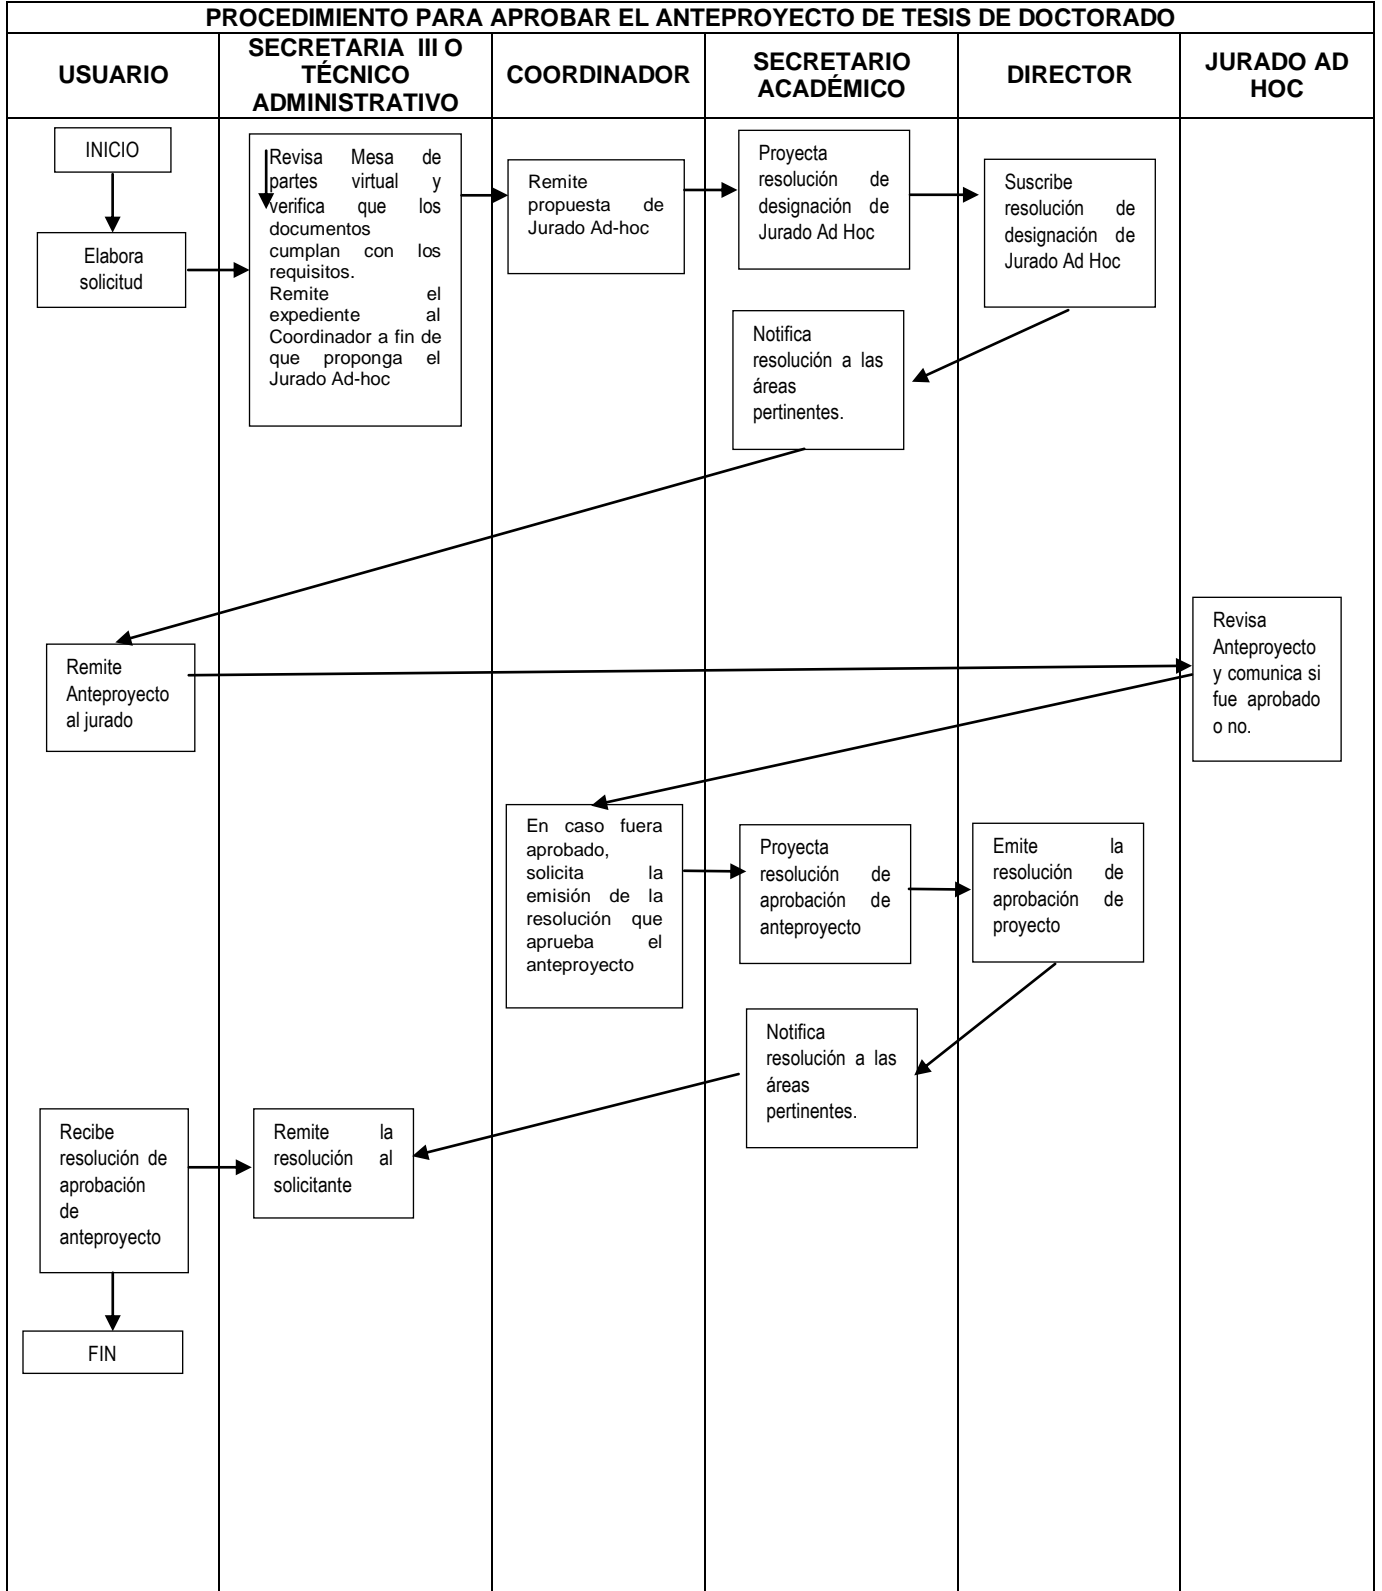 PROCEDIMIENTO PARA APROBAR EL ANTEPROYECTO DE TESIS DE DOCTORADO
USUARIO
SECRETARIA III O
TÉCNICO
ADMINISTRATIVO
COORDINADOR
SECRETARIO
ACADÉMICO
DIRECTOR
JURADO AD
HOC
INICIO
Elabora
solicitud
Revisa Mesa de
partes virtual y
verifica que los
documentos
cumplan con los
requisitos.
Remite el
expediente al
Coordinador a fin de
que proponga el
Jurado Ad-hoc
Remite
propuesta de
Jurado Ad-hoc
Proyecta
resolución de
designación de
Jurado Ad Hoc
Suscribe
resolución de
designación de
Jurado Ad Hoc
Notifica
resolución a las
áreas
pertinentes.
Remite
Anteproyecto
al jurado
Revisa
Anteproyecto
y comunica si
fue aprobado
o no.
En caso fuera
aprobado,
solicita la
emisión de la
resolución que
aprueba el
anteproyecto
Proyecta
resolución de
aprobación de
anteproyecto
Emite la
resolución de
aprobación de
proyecto
Notifica
resolución a las
áreas
pertinentes.
Remite la
resolución al
solicitante
Recibe
resolución de
aprobación
de
anteproyecto
FIN